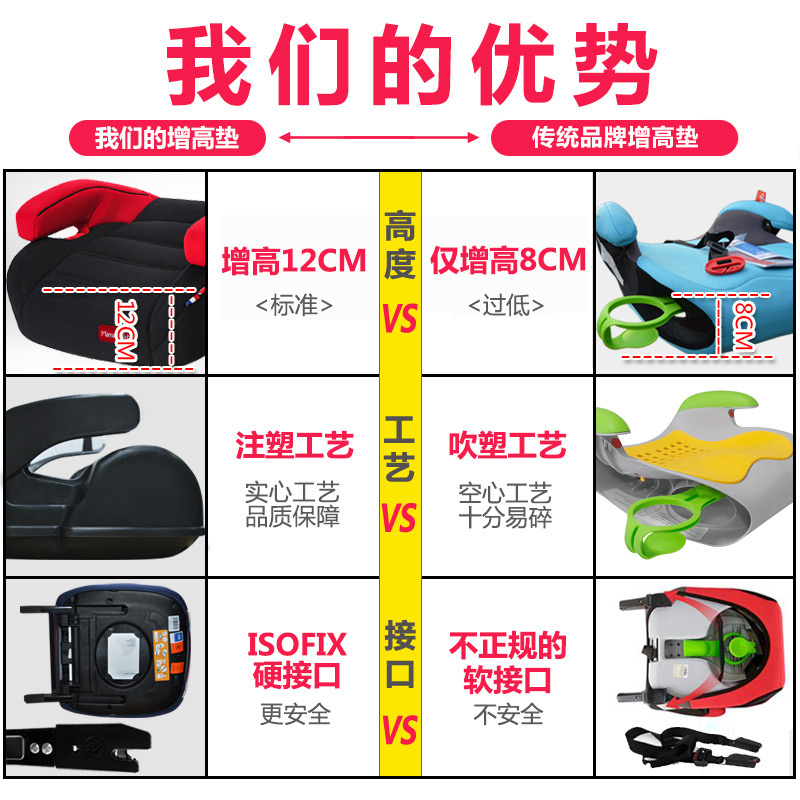 我们的优势
我们的增高垫
传统品牌增高垫
12CM
增高12CM
<标准>
高度
VS
仅增高8CM
<过低>
8CM
注塑工艺
实心工艺
品质保障
工艺
VS
吹塑工艺
空心工艺
十分易碎
ISOFIX
硬接口
更安全
接口
VS
不正规的
软接口
不安全